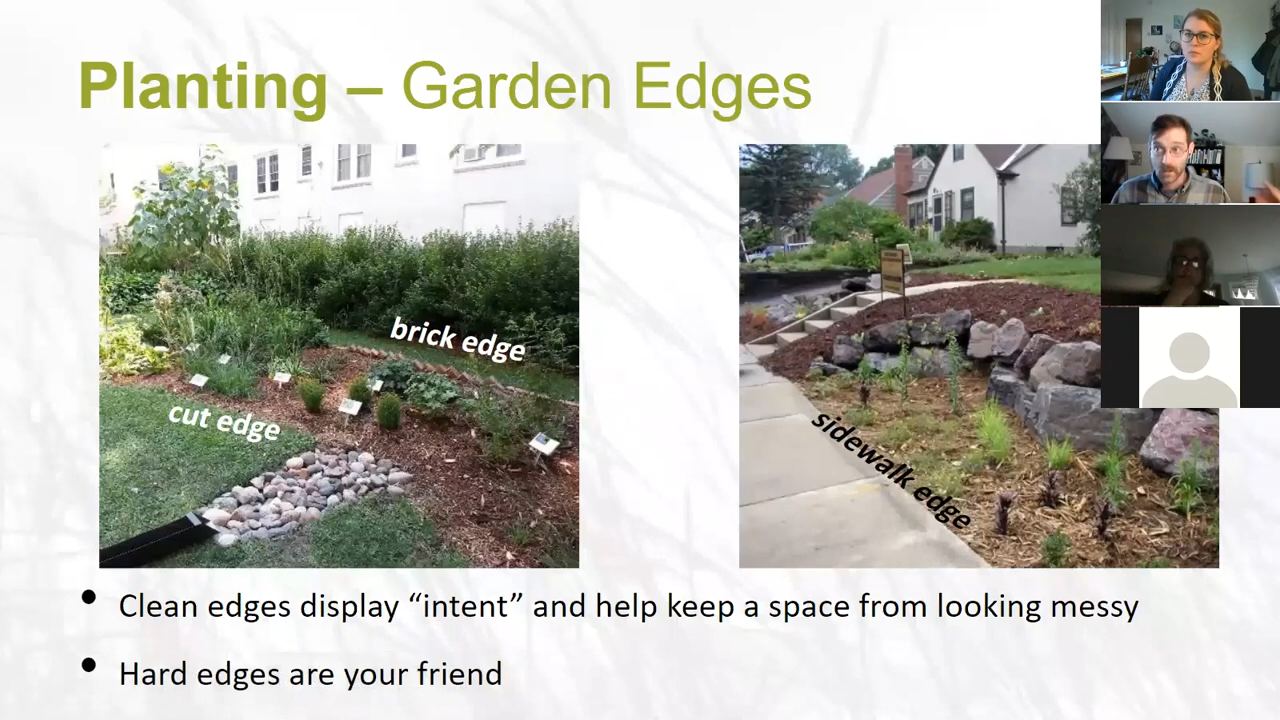 Planting – Garden Edges
brick edge
cut edge
sidewalk edge
• Clean edges display “intent” and help keep a space from looking messy
• Hard edges are your friend